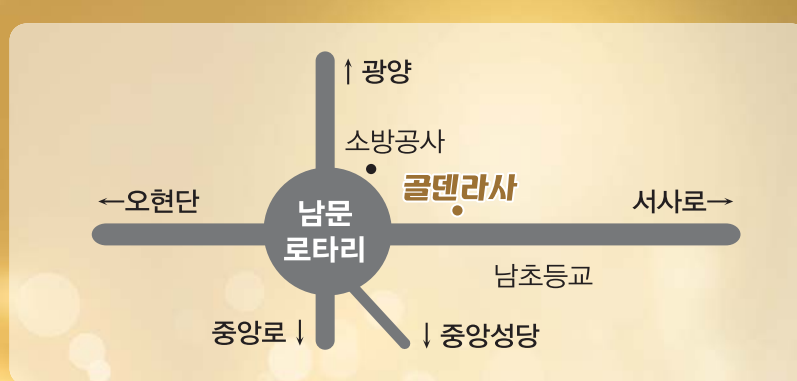 ↑ 광양
소방공사
골덴라사
←오현단
서사로→
남문
로타리
남초등교
중앙로 ↓
↓ 중앙성당